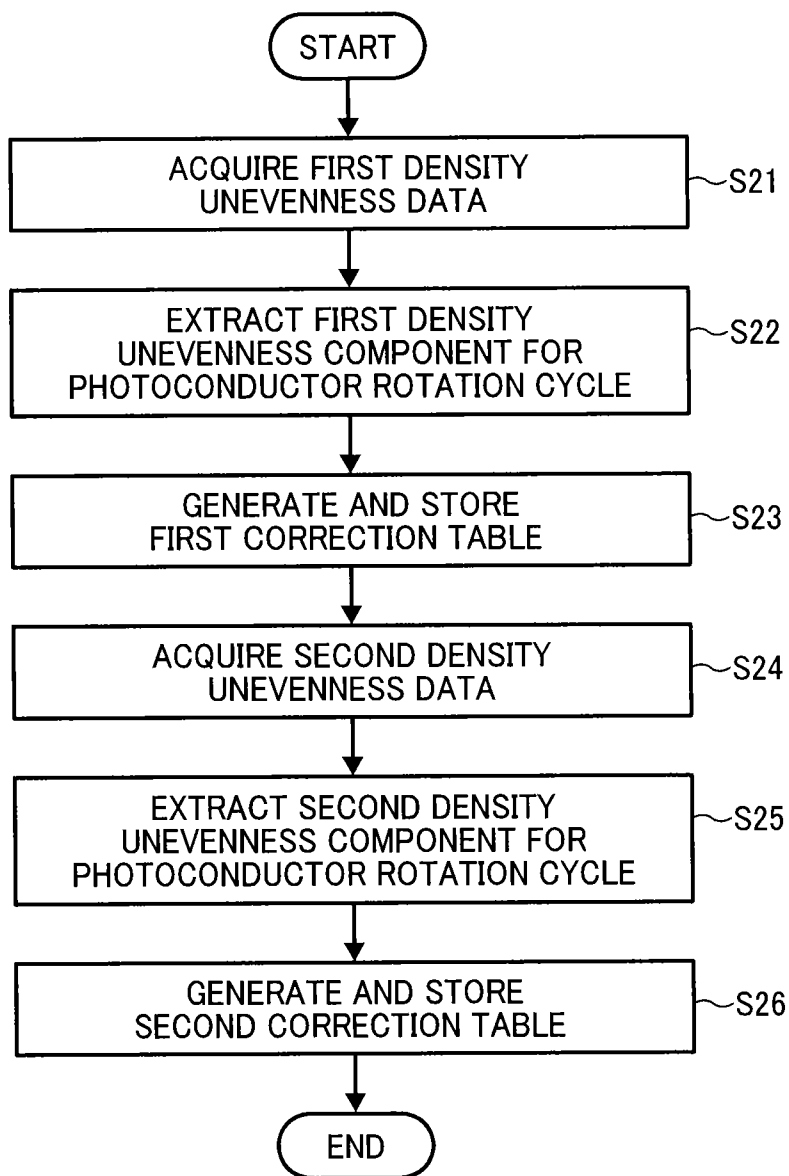 START
ACQUIRE FIRST DENSITY
UNEVENNESS DATA
S21
EXTRACT FIRST DENSITY
UNEVENNESS COMPONENT FOR
PHOTOCONDUCTOR ROTATION CYCLE
S22
GENERATE AND STORE
FIRST CORRECTION TABLE
S23
ACQUIRE SECOND DENSITY
UNEVENNESS DATA
S24
EXTRACT SECOND DENSITY
UNEVENNESS COMPONENT FOR
PHOTOCONDUCTOR ROTATION CYCLE
S25
GENERATE AND STORE
SECOND CORRECTION TABLE
S26
END